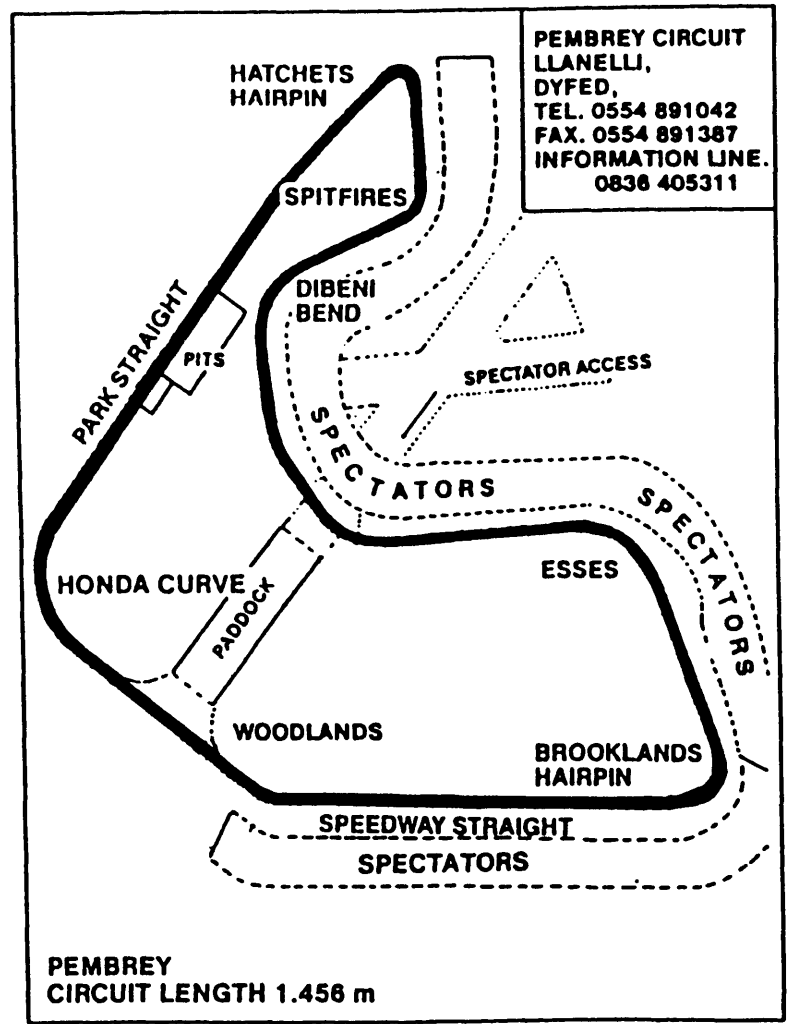 PEMBREY CIRCUIT
LLANELLI,
DYFED,
TEL. 0554 891042
FAX. 0554 891387
INFORMATION LINE.
0836 405311
HATCHETS
HAIRPIN
SPITFIRES
DIBENI
BEND
PARK STRAIGHT
PITS
SPECTATOR ACCESS
SPECTATORS
SPECTATORS
ESSES
HONDA CURVE
PADDOCK
WOODLANDS
BROOKLANDS
HAIRPIN
SPEEDWAY STRAIGHT
SPECTATORS
PEMBREY
CIRCUIT LENGTH 1.456 m